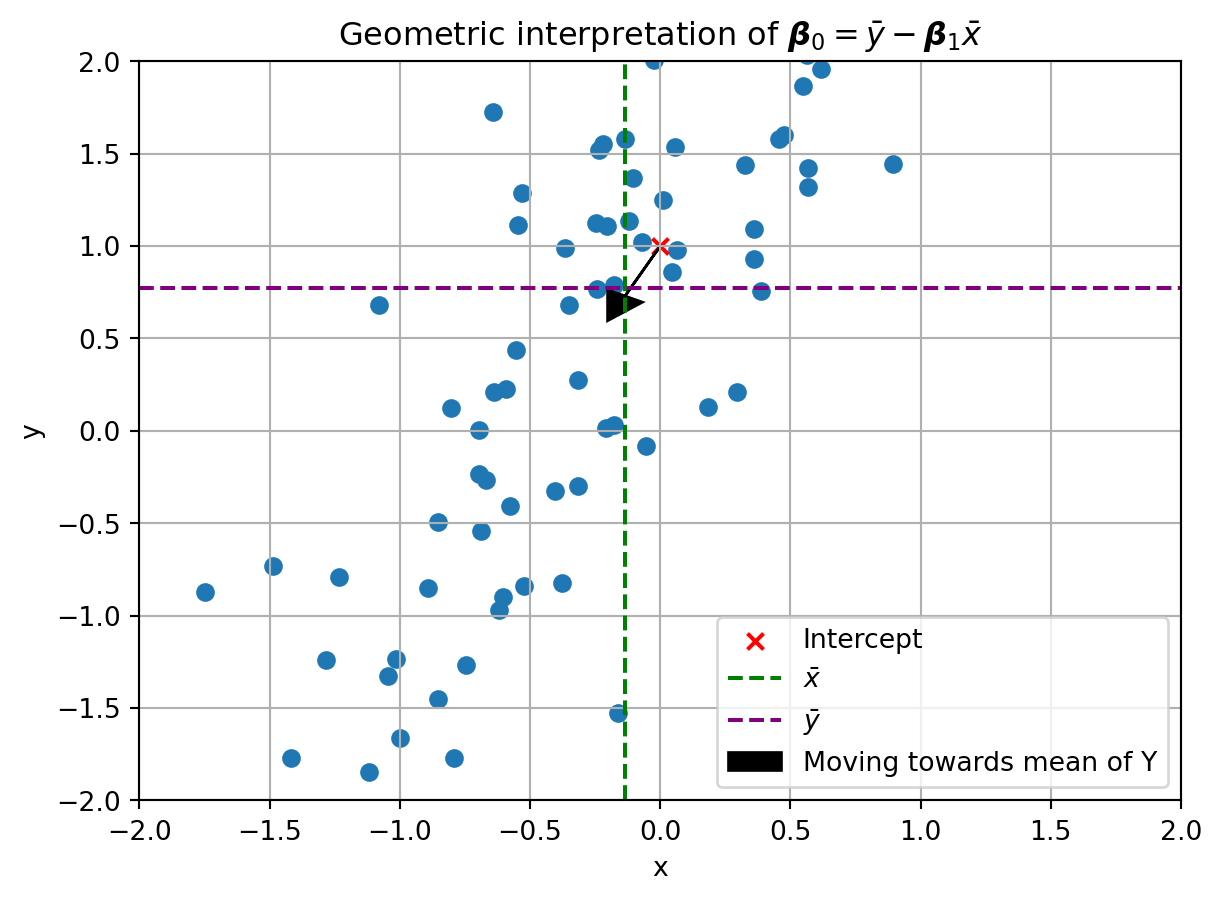 Geometric interpretation of 𝜷₀ = ȳ − 𝜷₁x̄
2.0
1.5
1.0
0.5
0.0
−0.5
−1.0
−1.5
−2.0
y
Intercept
x̄
ȳ
Moving towards mean of Y
−2.0 −1.5 −1.0 −0.5 0.0 0.5 1.0 1.5 2.0
x